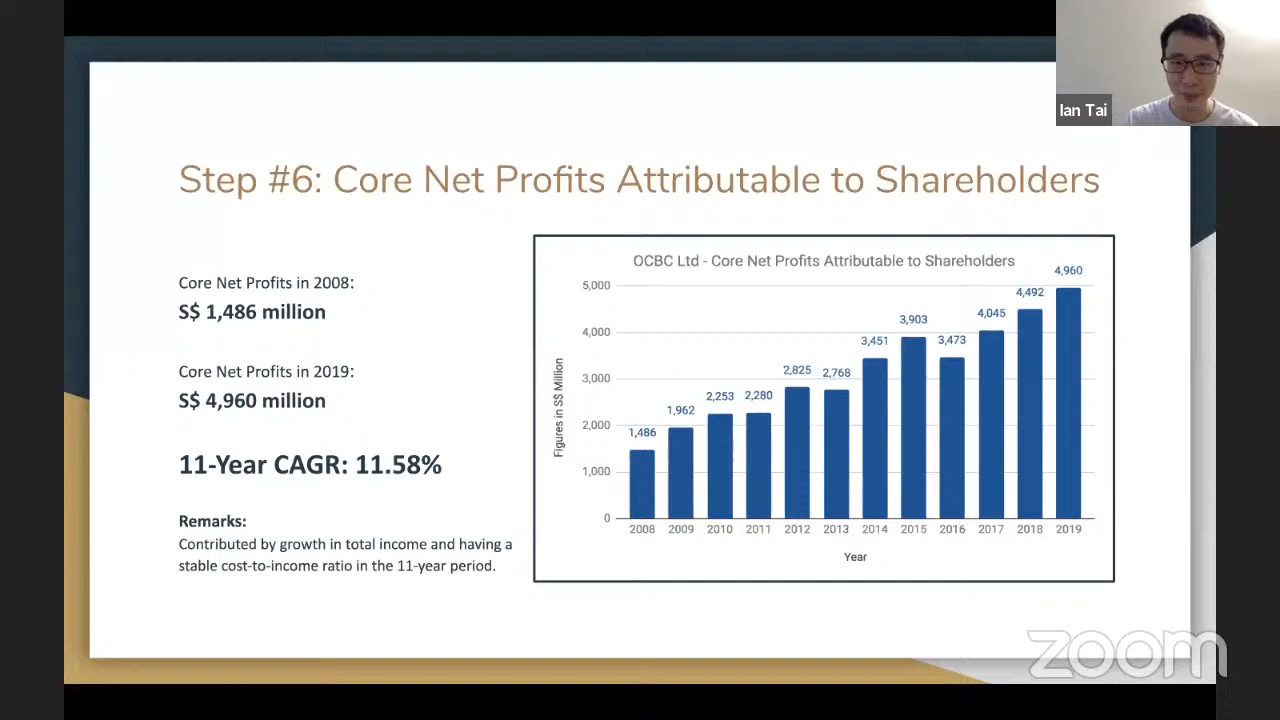 Ian Tai
Step #6: Core Net Profits Attributable to Shareholders
Core Net Profits in 2008:
S$ 1,486 million
Core Net Profits in 2019:
S$ 4,960 million
11-Year CAGR: 11.58%
Remarks:
Contributed by growth in total income and having a
stable cost-to-income ratio in the 11-year period.
OCBC Ltd - Core Net Profits Attributable to Shareholders
Figures in S$ Million
5,000
4,000
3,000
2,000
1,000
0
1,486
1,962
2,253
2,280
2,825
2,768
3,451
3,903
3,473
4,045
4,492
4,960
2008 2009 2010 2011 2012 2013 2014 2015 2016 2017 2018 2019
Year
zoom